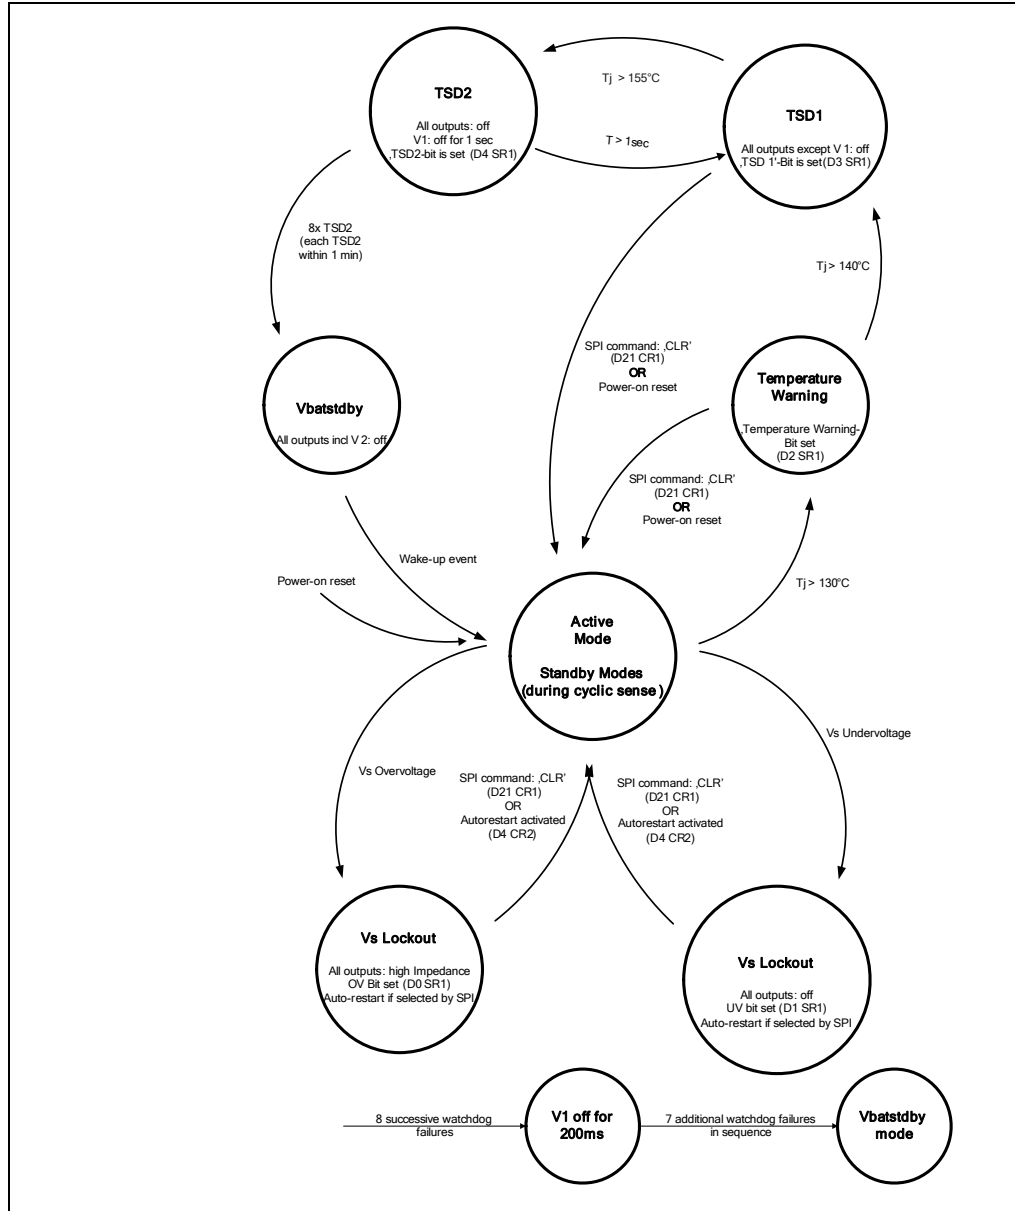 TSD2
All outputs: off
V1: off for 1 sec
‚TSD2-bit is set (D4 SR1)
Tj > 155°C
T > 1sec
TSD1
All outputs except V 1: off
‚TSD 1'-Bit is set(D3 SR1)
8x TSD2
(each TSD2
within 1 min)
Tj > 140°C
Vbatstdby
All outputs incl V 2: off
SPI command: ‚CLR'
(D21 CR1)
OR
Power-on reset
Temperature
Warning
‚Temperature Warning-
Bit set
(D2 SR1)
SPI command: ‚CLR'
(D21 CR1)
OR
Power-on reset
Wake-up event
Power-on reset
Tj > 130°C
Active
Mode
Standby Modes
(during cyclic sense )
Vs Overvoltage
Vs Undervoltage
SPI command: ‚CLR'
(D21 CR1)
OR
Autorestart activated
(D4 CR2)
SPI command: ‚CLR'
(D21 CR1)
OR
Autorestart activated
(D4 CR2)
Vs Lockout
All outputs: high Impedance
OV Bit set (D0 SR1)
Auto-restart if selected by SPI
Vs Lockout
All outputs: off
UV bit set (D1 SR1)
Auto-restart if selected by SPI
8 successive watchdog
failures
V1 off for
200ms
7 additional watchdog failures
in sequence
Vbatstdby
mode